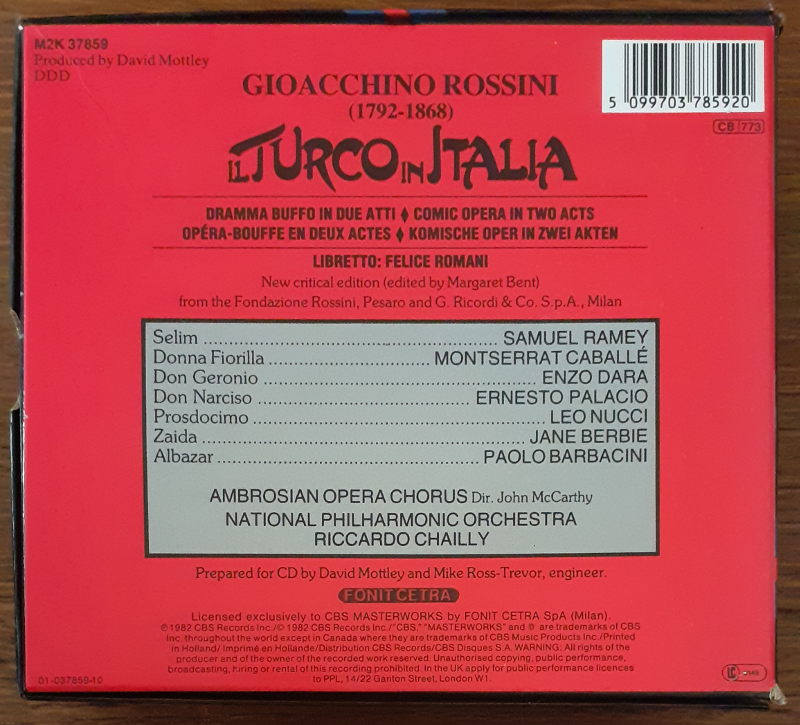 M2K 37859
Produced by David Mottley
DDD
5 099703 785920
CB 773
GIOACCHINO ROSSINI
(1792-1868)
IL TURCO IN ITALIA
DRAMMA BUFFO IN DUE ATTI ♦ COMIC OPERA IN TWO ACTS
OPÉRA-BOUFFE EN DEUX ACTES ♦ KOMISCHE OPER IN ZWEI AKTEN
LIBRETTO: FELICE ROMANI
New critical edition (edited by Margaret Bent)
from the Fondazione Rossini, Pesaro and G. Ricordi & Co. S.p.A., Milan
Selim ........ SAMUEL RAMEY
Donna Fiorilla ........ MONTSERRAT CABALLÉ
Don Geronio ........ ENZO DARA
Don Narciso ........ ERNESTO PALACIO
Prosdocimo ........ LEO NUCCI
Zaida ........ JANE BERBIE
Albazar ........ PAOLO BARBACINI
AMBROSIAN OPERA CHORUS Dir. John McCarthy
NATIONAL PHILHARMONIC ORCHESTRA
RICCARDO CHAILLY
Prepared for CD by David Mottley and Mike Ross-Trevor, engineer.
FONIT CETRA
Licensed exclusively to CBS MASTERWORKS by FONIT CETRA SpA (Milan).
℗ 1982 CBS Records Inc./© 1982 CBS Records Inc./"CBS," "MASTERWORKS" and are trademarks of CBS
Inc. throughout the world except in Canada where they are trademarks of CBS Music Products Inc./Printed
in Holland/ Imprimé en Hollande/Distribution CBS Records/CBS Disques S.A. WARNING: All rights of the
producer and of the owner of the recorded work reserved. Unauthorised copying, public performance,
broadcasting, hiring or rental of this recording prohibited. In the UK apply for public performance licences
to PPL, 14/22 Ganton Street, London W1.
01-037859-10
LC